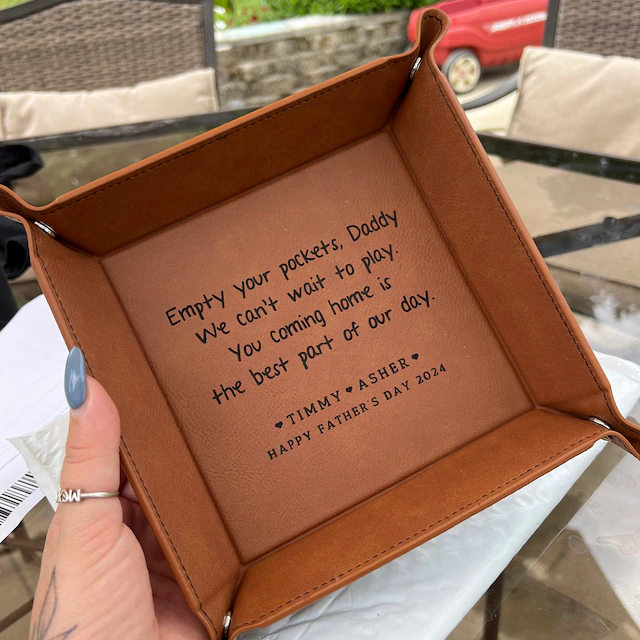 Empty your pockets, Daddy
We can't wait to play.
You coming home is
the best part of our day.
♥TIMMY♥ASHER♥
HAPPY FATHER'S DAY 2024